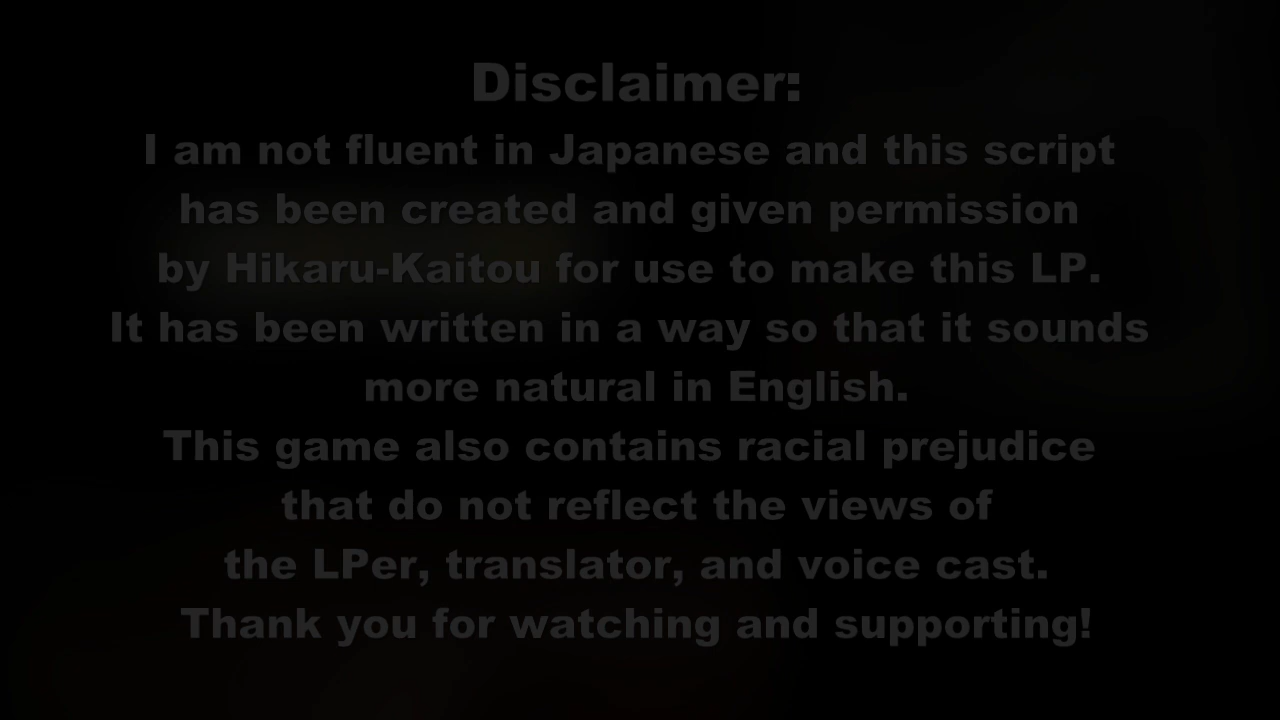 Disclaimer:
I am not fluent in Japanese and this script
has been created and given permission
by Hikaru-Kaitou for use to make this LP.
It has been written in a way so that it sounds
more natural in English.
This game also contains racial prejudice
that do not reflect the views of
the LPer, translator, and voice cast.
Thank you for watching and supporting!